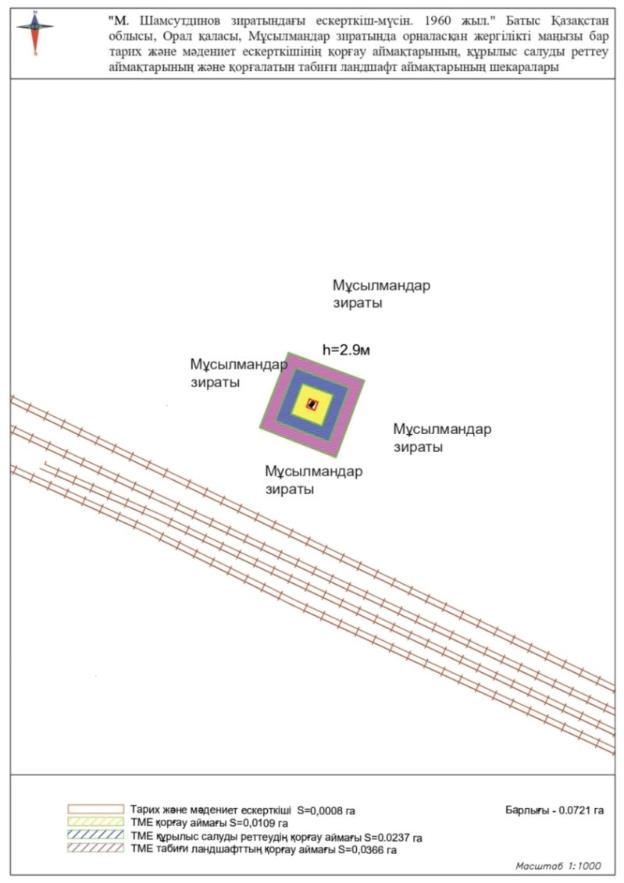 "М. Шамсутдинов зиратындағы ескерткіш-мүсін. 1960 жыл." Батыс Қазақстан
облысы, Орал қаласы, Мұсылмандар зиратында орналасқан жергілікті маңызы бар
тарих және мәдениет ескерткішінің қорғау аймақтарының, құрылыс салуды реттеу
аймақтарының және қорғалатын табиғи ландшафт аймақтарының шекаралары
Мұсылмандар
зираты
h=2.9м
Мұсылмандар
зираты
Мұсылмандар
зираты
Мұсылмандар
зираты
Тарих және мәдениет ескерткіші S=0,0008 га
Барлығы - 0.0721 га
ТМЕ қорғау аймағы S=0,0109 га
ТМЕ құрылыс салуды реттеудің қорғау аймағы S=0.0237 га
ТМЕ табиғи ландшафттың қорғау аймағы S=0,0366 га
Масштаб 1:1000